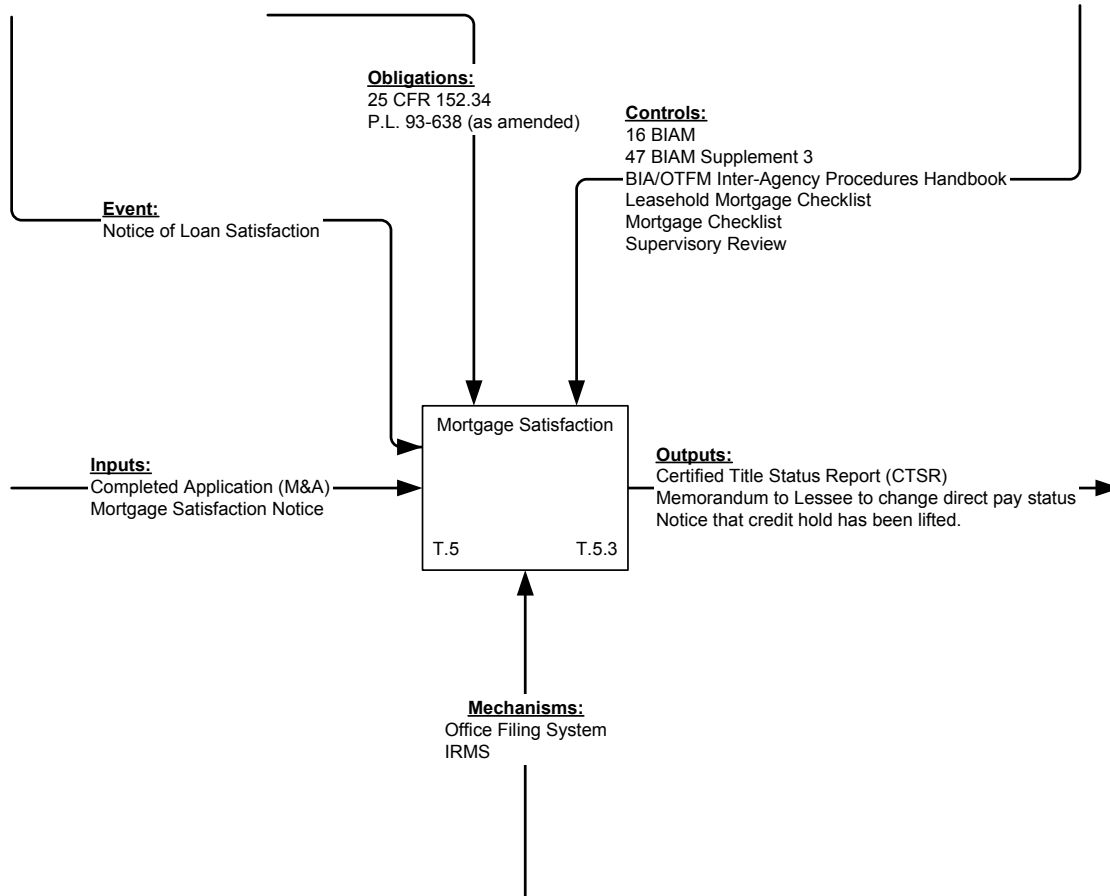 Obligations:
25 CFR 152.34
P.L. 93-638 (as amended)
Controls:
16 BIAM
47 BIAM Supplement 3
BIA/OTFM Inter-Agency Procedures Handbook
Leasehold Mortgage Checklist
Mortgage Checklist
Supervisory Review
Event:
Notice of Loan Satisfaction
Mortgage Satisfaction
T.5
T.5.3
Inputs:
Completed Application (M&A)
Mortgage Satisfaction Notice
Outputs:
Certified Title Status Report (CTSR)
Memorandum to Lessee to change direct pay status
Notice that credit hold has been lifted.
Mechanisms:
Office Filing System
IRMS